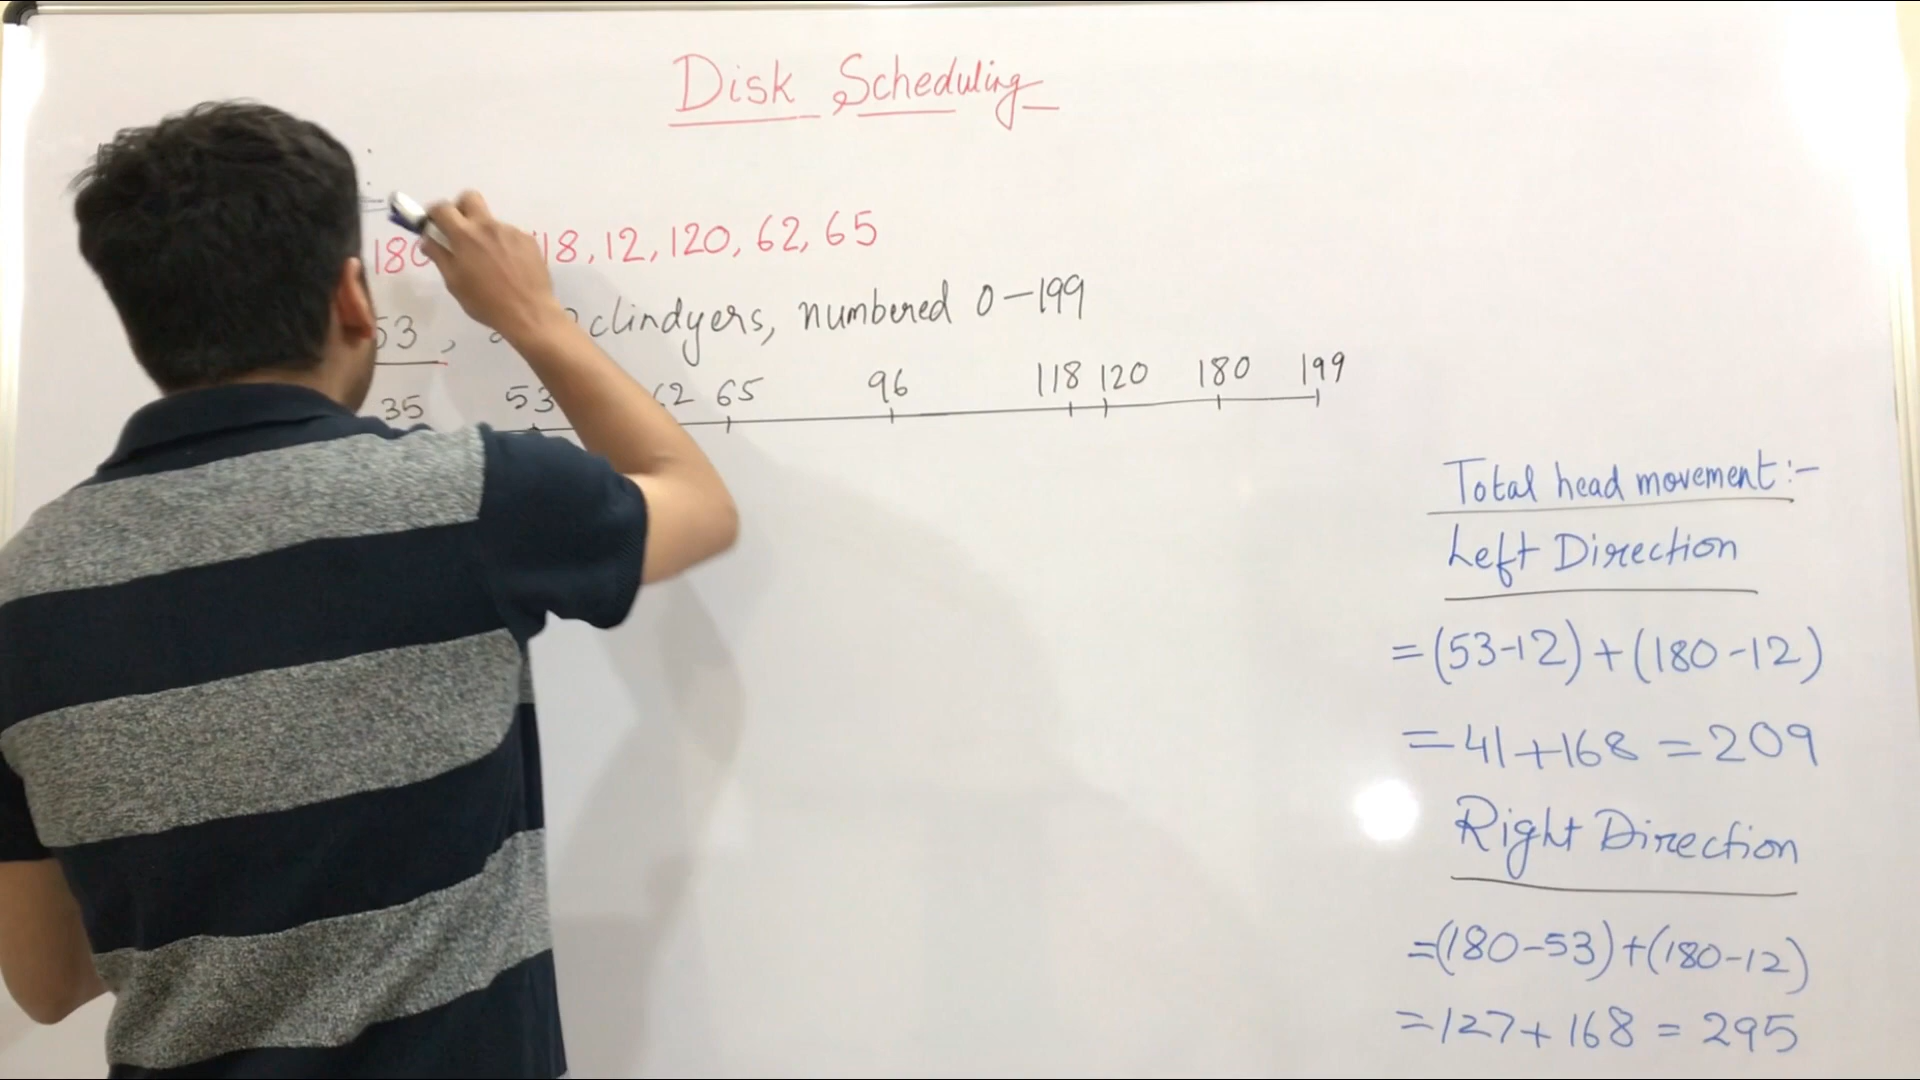 Disk Scheduling
180 118, 12, 120, 62, 65
53, clindyers, numbered 0-199
35 53 62 65 96 118 120 180 199
Total head movement:-
Left Direction
=(53-12)+(180-12)
=41+168=209
Right Direction
=(180-53)+(180-12)
=127+168=295